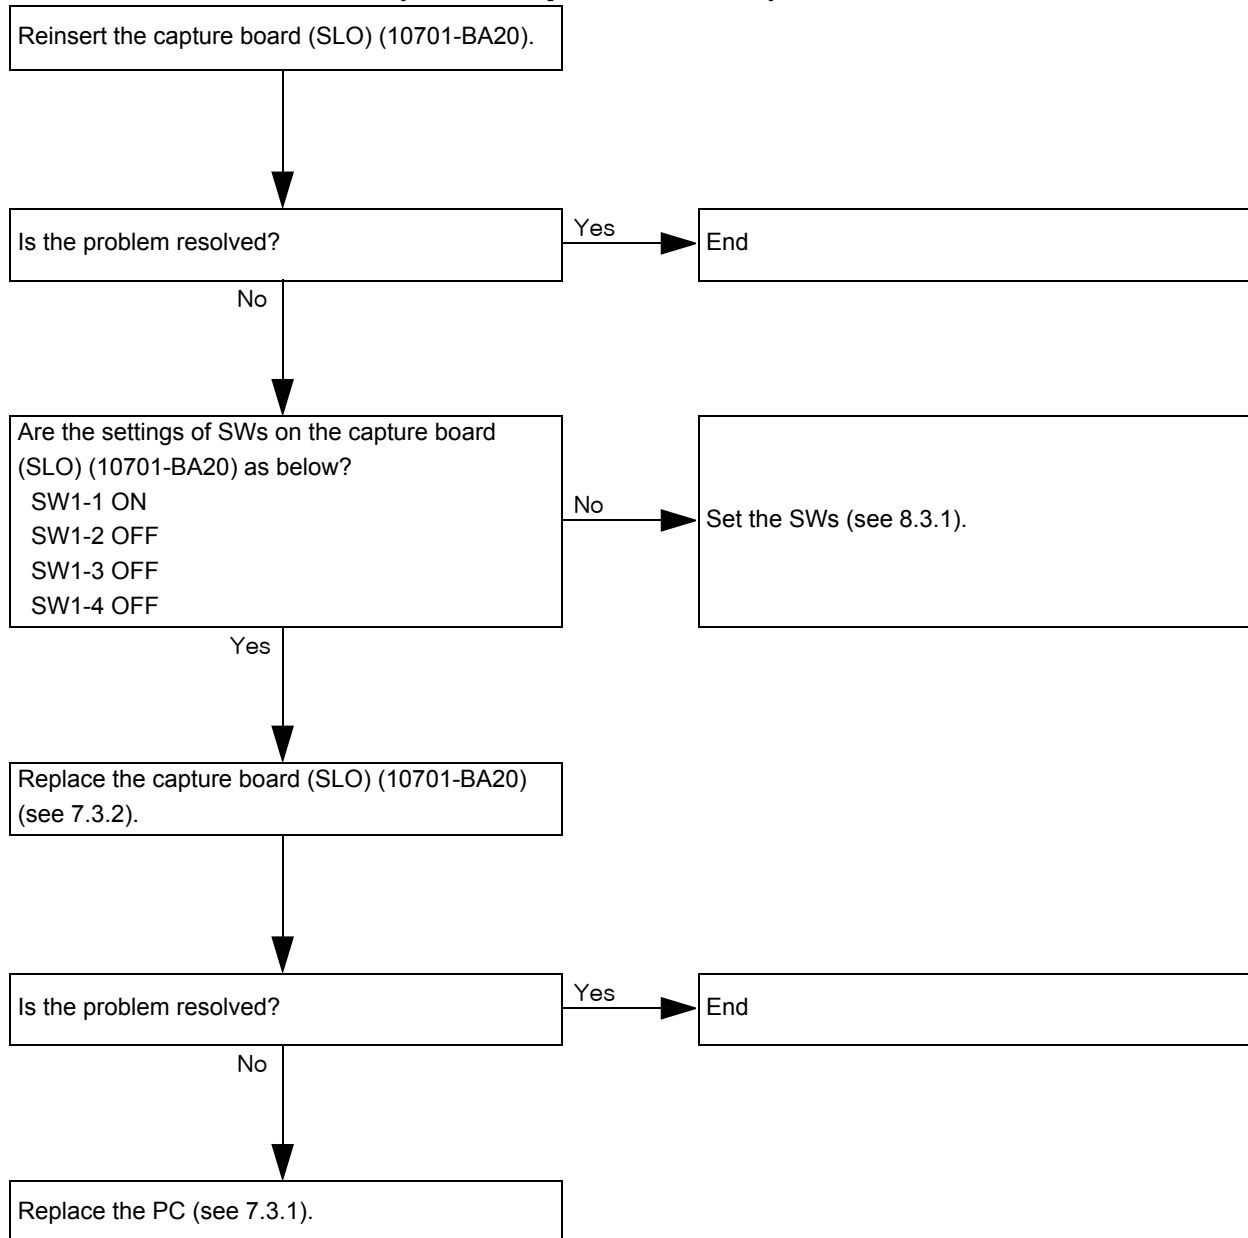 Reinsert the capture board (SLO) (10701-BA20).
Is the problem resolved?
Yes
End
No
Are the settings of SWs on the capture board
(SLO) (10701-BA20) as below?
SW1-1 ON
SW1-2 OFF
SW1-3 OFF
SW1-4 OFF
No
Set the SWs (see 8.3.1).
Yes
Replace the capture board (SLO) (10701-BA20)
(see 7.3.2).
Is the problem resolved?
Yes
End
No
Replace the PC (see 7.3.1).